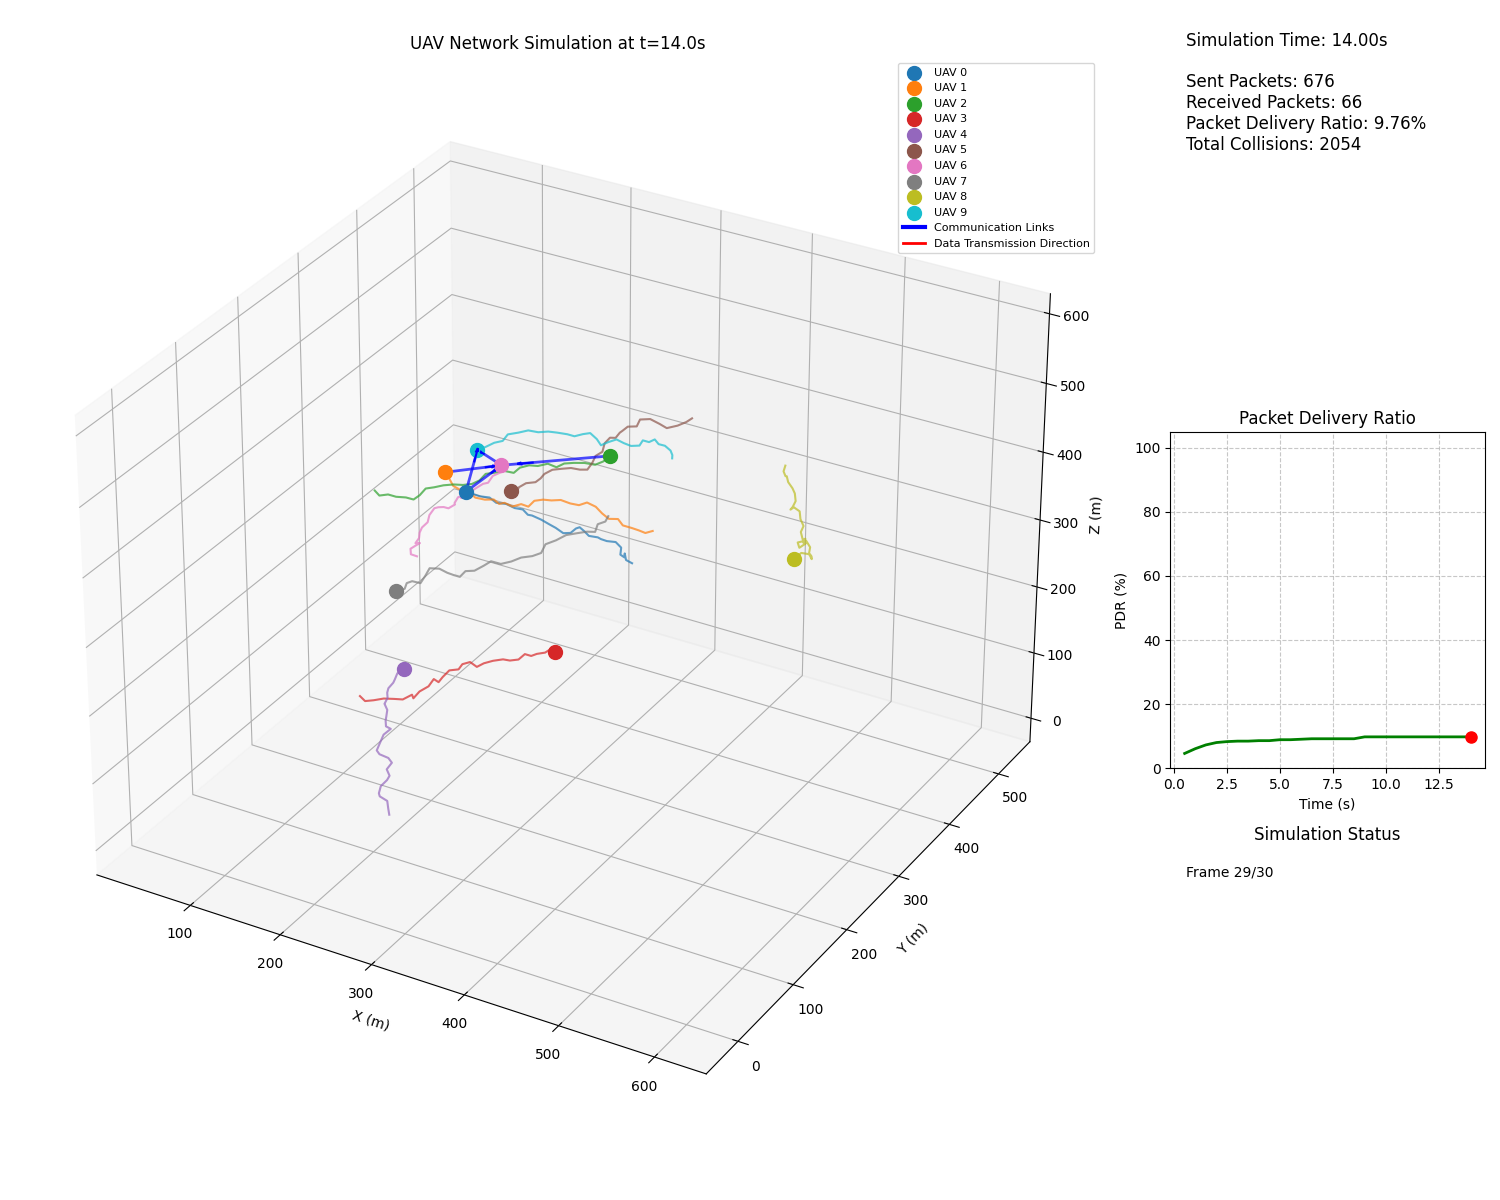 UAV Network Simulation at t=14.0s
UAV 0
UAV 1
UAV 2
UAV 3
UAV 4
UAV 5
UAV 6
UAV 7
UAV 8
UAV 9
Communication Links
Data Transmission Direction
600
500
400
300
200
100
0
Z (m)
500
400
300
200
100
0
Y (m)
100
200
300
400
500
600
X (m)
Simulation Time: 14.00s
Sent Packets: 676
Received Packets: 66
Packet Delivery Ratio: 9.76%
Total Collisions: 2054
Packet Delivery Ratio
100
80
60
40
20
0
PDR (%)
0.0 2.5 5.0 7.5 10.0 12.5
Time (s)
Simulation Status
Frame 29/30